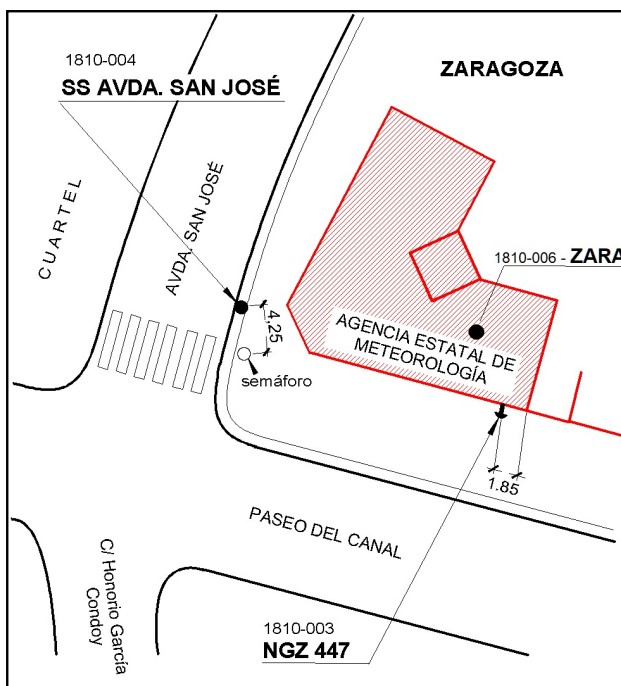 1810-004
SS AVDA. SAN JOSÉ
ZARAGOZA
CUARTEL
AVDA. SAN JOSÉ
1810-006 - ZARA
4,25
AGENCIA ESTATAL DE
METEOROLOGÍA
semáforo
1.85
PASEO DEL CANAL
C/ Honorio García
Condoy
1810-003
NGZ 447